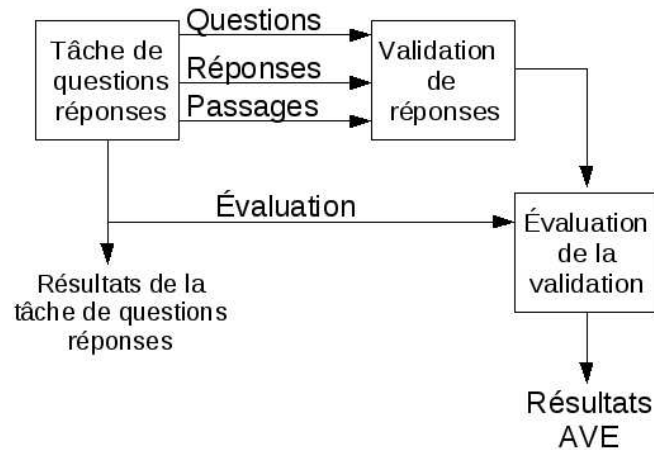 Questions
Tâche de
questions
réponses
Réponses
Passages
Validation
de
réponses
Évaluation
Évaluation
de la
validation
Résultats de la
tâche de questions
réponses
Résultats
AVE